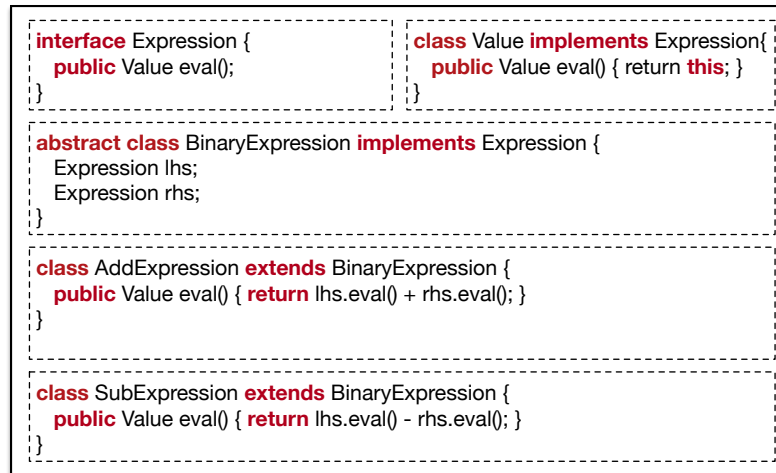 interface Expression {
public Value eval();
}
class Value implements Expression{
public Value eval() { return this; }
}
abstract class BinaryExpression implements Expression {
Expression lhs;
Expression rhs;
}
class AddExpression extends BinaryExpression {
public Value eval() { return lhs.eval() + rhs.eval(); }
}
class SubExpression extends BinaryExpression {
public Value eval() { return lhs.eval() - rhs.eval(); }
}